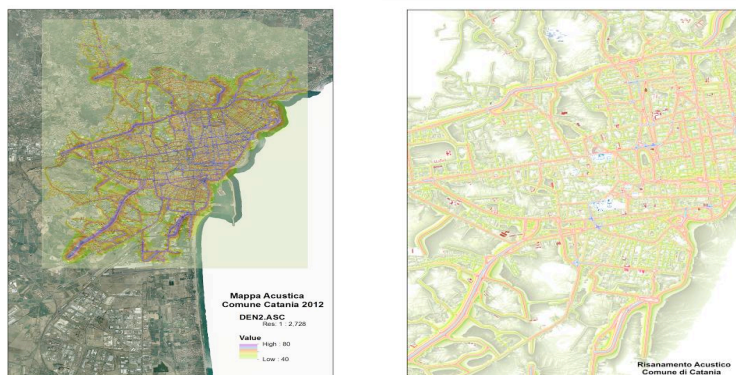 Mappa Acustica
Comune Catania 2012
DEN2.ASC
Res: 1 : 2,728
Value
High : 80
Low : 40
Risanamento Acustico
Comune di Catania